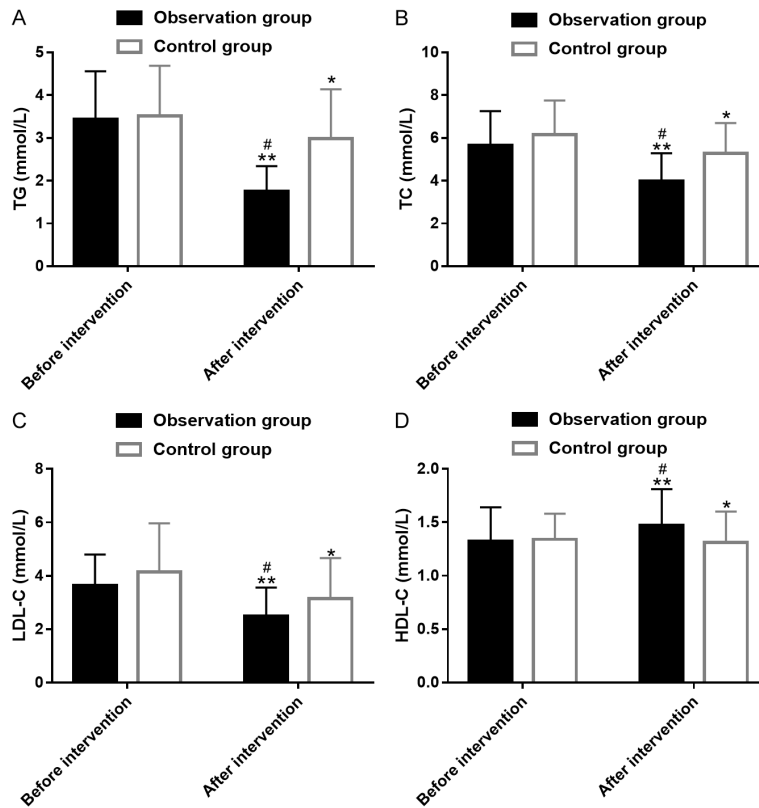 A
Observation group
Control group
TG (mmol/L)
5
4
3
2
1
0
#
**
*
Before intervention
After intervention
B
Observation group
Control group
TC (mmol/L)
10
8
6
4
2
0
#
**
*
Before intervention
After intervention
C
Observation group
Control group
LDL-C (mmol/L)
8
6
4
2
0
#
**
*
Before intervention
After intervention
D
Observation group
Control group
HDL-C (mmol/L)
2.0
1.5
1.0
0.5
0.0
#
**
*
Before intervention
After intervention